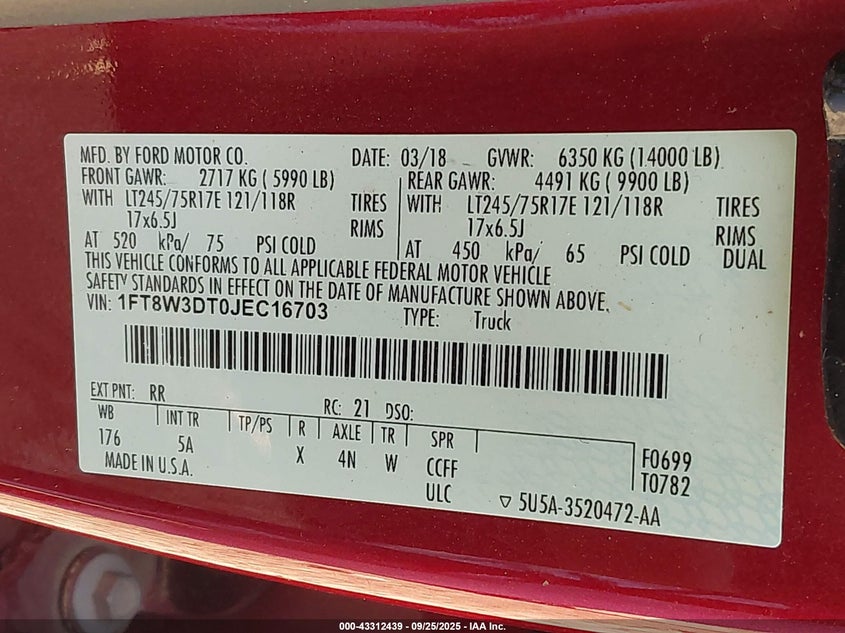 MFD. BY FORD MOTOR CO. DATE: 03/18 GVWR: 6350 KG (14000 LB)
FRONT GAWR: 2717 KG ( 5990 LB) REAR GAWR: 4491 KG ( 9900 LB)
WITH LT245/75R17E 121/118R TIRES WITH LT245/75R17E 121/118R TIRES
17x6.5J RIMS 17x6.5J RIMS
AT 520 kPa/ 75 PSI COLD AT 450 kPa/ 65 PSI COLD DUAL
THIS VEHICLE CONFORMS TO ALL APPLICABLE FEDERAL MOTOR VEHICLE
SAFETY STANDARDS IN EFFECT ON THE DATE OF MANUFACTURE SHOWN ABOVE.
VIN: 1FT8W3DT0JEC16703 TYPE: Truck
EXT PNT: RR RC: 21 DSO:
WB INT TR TP/PS R AXLE TR SPR F0699
176 5A X 4N W CCFF T0782
MADE IN U.S.A. ULC 5U5A-3520472-AA
000-43312439 - 09/25/2025 - IAA Inc.